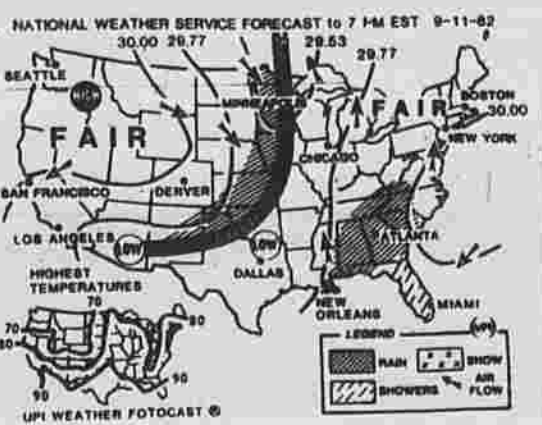 NATIONAL WEATHER SERVICE FORECAST to 7 PM EST 9-11-82
30.00 29.77 29.53
29.77
SEATTLE
MINNEAPOLIS
BOSTON
30.00
FAIR
FAIR
NEW YORK
CHICAGO
SAN FRANCISCO
DENVER
LOS ANGELES
LOW
LOW
ATLANTA
DALLAS
HIGHEST
TEMPERATURES
70
NEW
ORLEANS
MIAMI
80
70
80
90
90
LEGEND
UPI
RAIN
SNOW
SHOWERS
AIR
FLOW
UPI WEATHER FOTOCAST ®